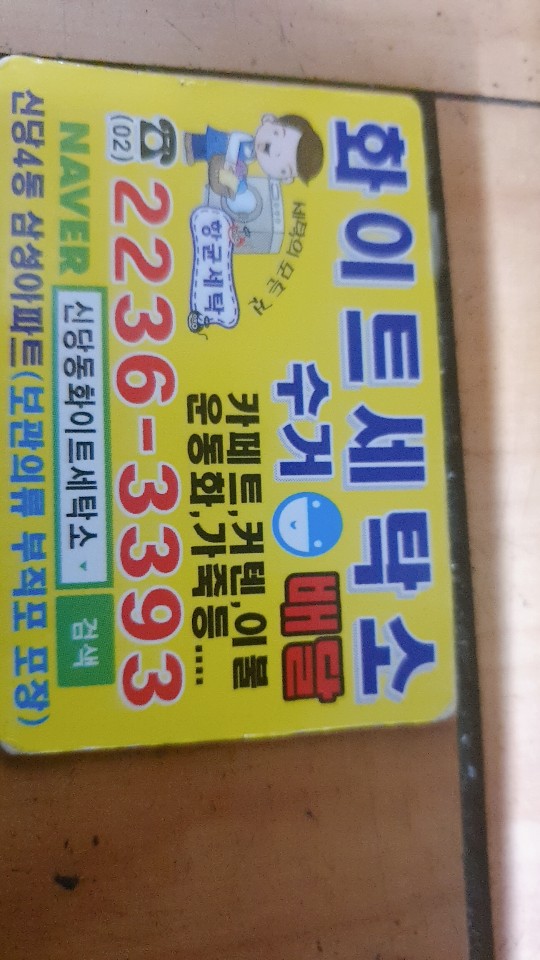 화이트세탁소
세탁의 모든 것
항균세탁
수거 배달
카페트,커텐,이불
운동화,가죽등....
(02) 2236-3393
NAVER 신당동화이트세탁소 검색
신당4동 삼성아파트(보관의류 부직포 포장)